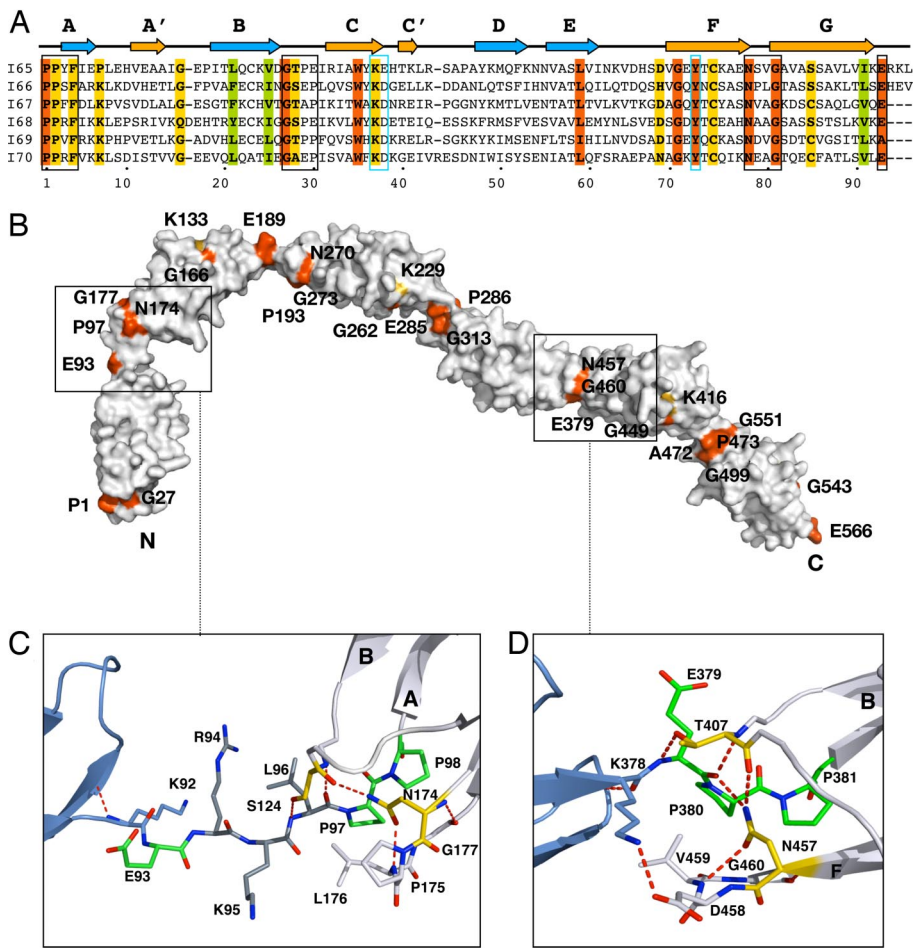 A
A A' B C C' D E F G
I65 PPYFIEPLEHVEAAIG-EPITLQCKVDGTPEIRIAWYKEHTKLR-SAPAYKMQFKNNVASLVINKVDHSDVGEYTCKAENSVGAVASSAVLVIKERKL
I66 PPSFARKLKDVHETLG-FPVAFECRINGSEPLQVSWYKDGELLK-DDANLQTSFIHNVATLQILQTDQSHVGQYNCSASNPLGTASSSAKLTLSEHEV
I67 PPFFDLKPVSVDLALG-ESGTFKCHVTGTAPIKITWAKDNREIR-PGGNYKMTLVENTATLTVLKVTKGDAGQYTCYASNVAGKDSCSAQLGVQE---
I68 PPRFIKKLEPSRIVKQDEHTRYECKIGGSPEIKVLWYKDETEIQ-ESSKFRMSFVESVAVLEMYNLSVEDSGDYTCEAHNAAGSASSSTSLKVKE---
I69 PPVFRKKPHPVETLKG-ADVHLECELQGTPPFQVSWHKDKRELR-SGKKYKIMSENFLTSIHILNVDSADIGEYQCKASNDVGSDTCVGSITLKA---
I70 PPRFVKKLSDISTVVG-EEVQLQATIEGAEPISVAWFKDKGEIVRESDNIWISYSENIATLQFSRAEPANAGKYTCQIKNEAGTQECFATLSVLE---
1 10 20 30 40 50 60 70 80 90
B
K133 E189
G166
N270
K229
G177
N174
P97
E93
G273
P193
G262
E285
P286
G313
N457
G460
E379
G449
K416
A472
P473
G551
G499
G543
E566
P1
G27
N
C
C
B
A
R94
K92
L96
S124
P98
N174
P97
G177
E93
K95
L176
P175
D
E379
T407
B
K378
P381
P380
N457
V459
G460
F
D458